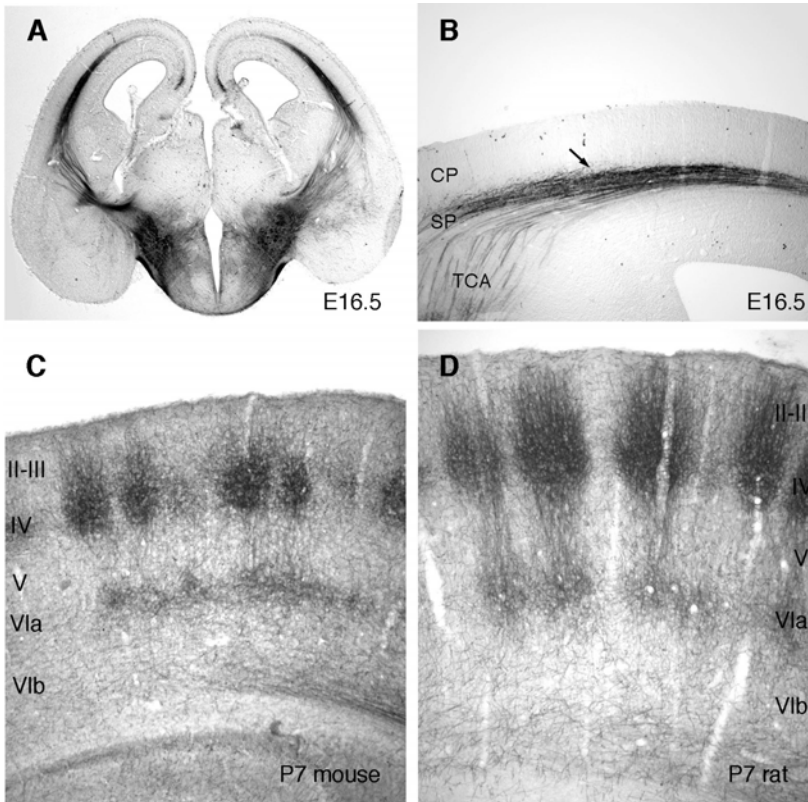 A
E16.5
B
CP
SP
TCA
E16.5
C
II-III
IV
V
VIa
VIb
P7 mouse
D
II-II
IV
V
VIa
VIb
P7 rat